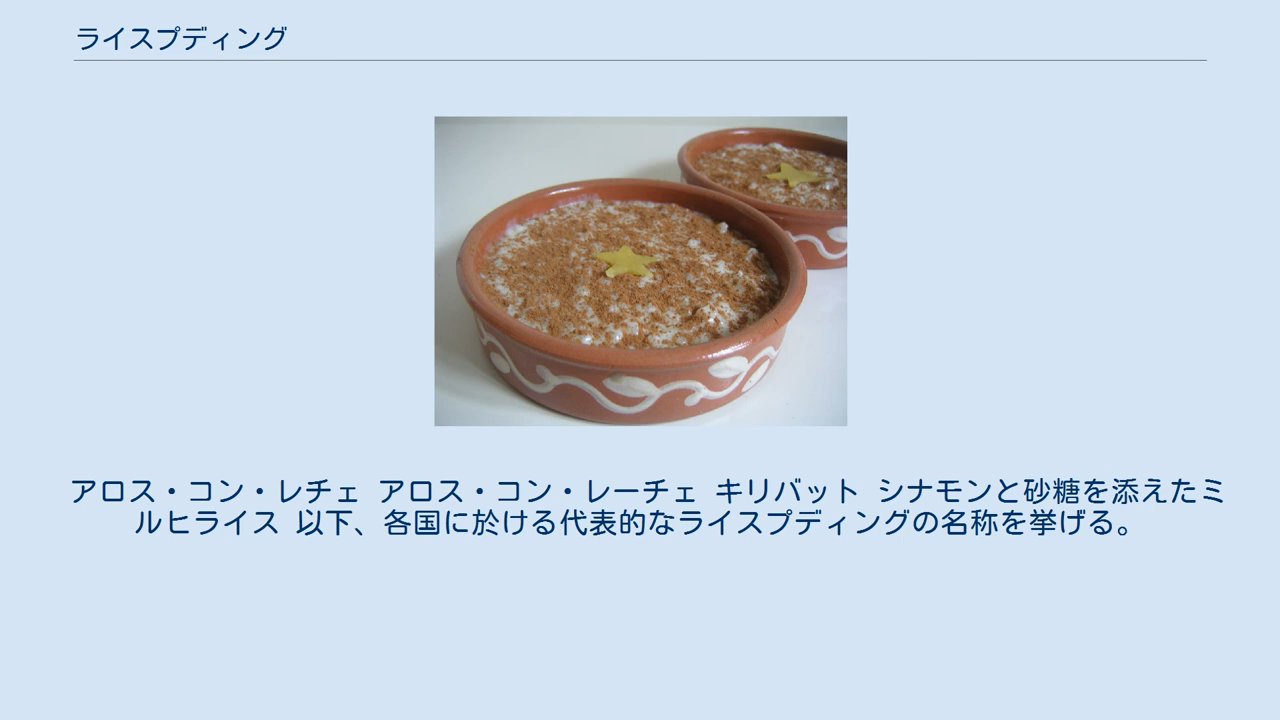 ライスプディング
アロス・コン・レチェ アロス・コン・レーチェ キリバット シナモンと砂糖を添えたミ
ルヒライス 以下、各国に於ける代表的なライスプディングの名称を挙げる。